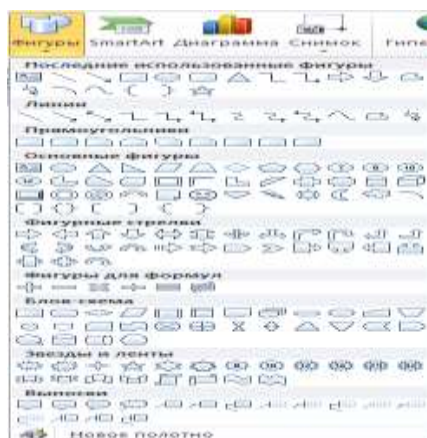 Фигуры SmartArt Диаграмма Снимок Гипе
Последние использованные фигуры
Линии
Прямоугольники
Основные фигуры
Фигурные стрелки
Фигуры для формул
Блок-схема
Звезды и ленты
Выноски
Новое полотно